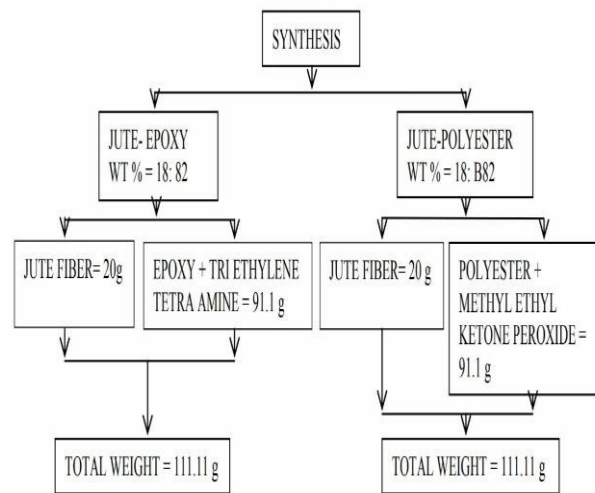 SYNTHESIS
JUTE- EPOXY
WT % = 18: 82
JUTE-POLYESTER
WT % = 18: B82
JUTE FIBER= 20g
EPOXY + TRI ETHYLENE
TETRA AMINE = 91.1 g
JUTE FIBER= 20 g
POLYESTER +
METHYL ETHYL
KETONE PEROXIDE =
91.1 g
TOTAL WEIGHT = 111.11 g
TOTAL WEIGHT = 111.11 g